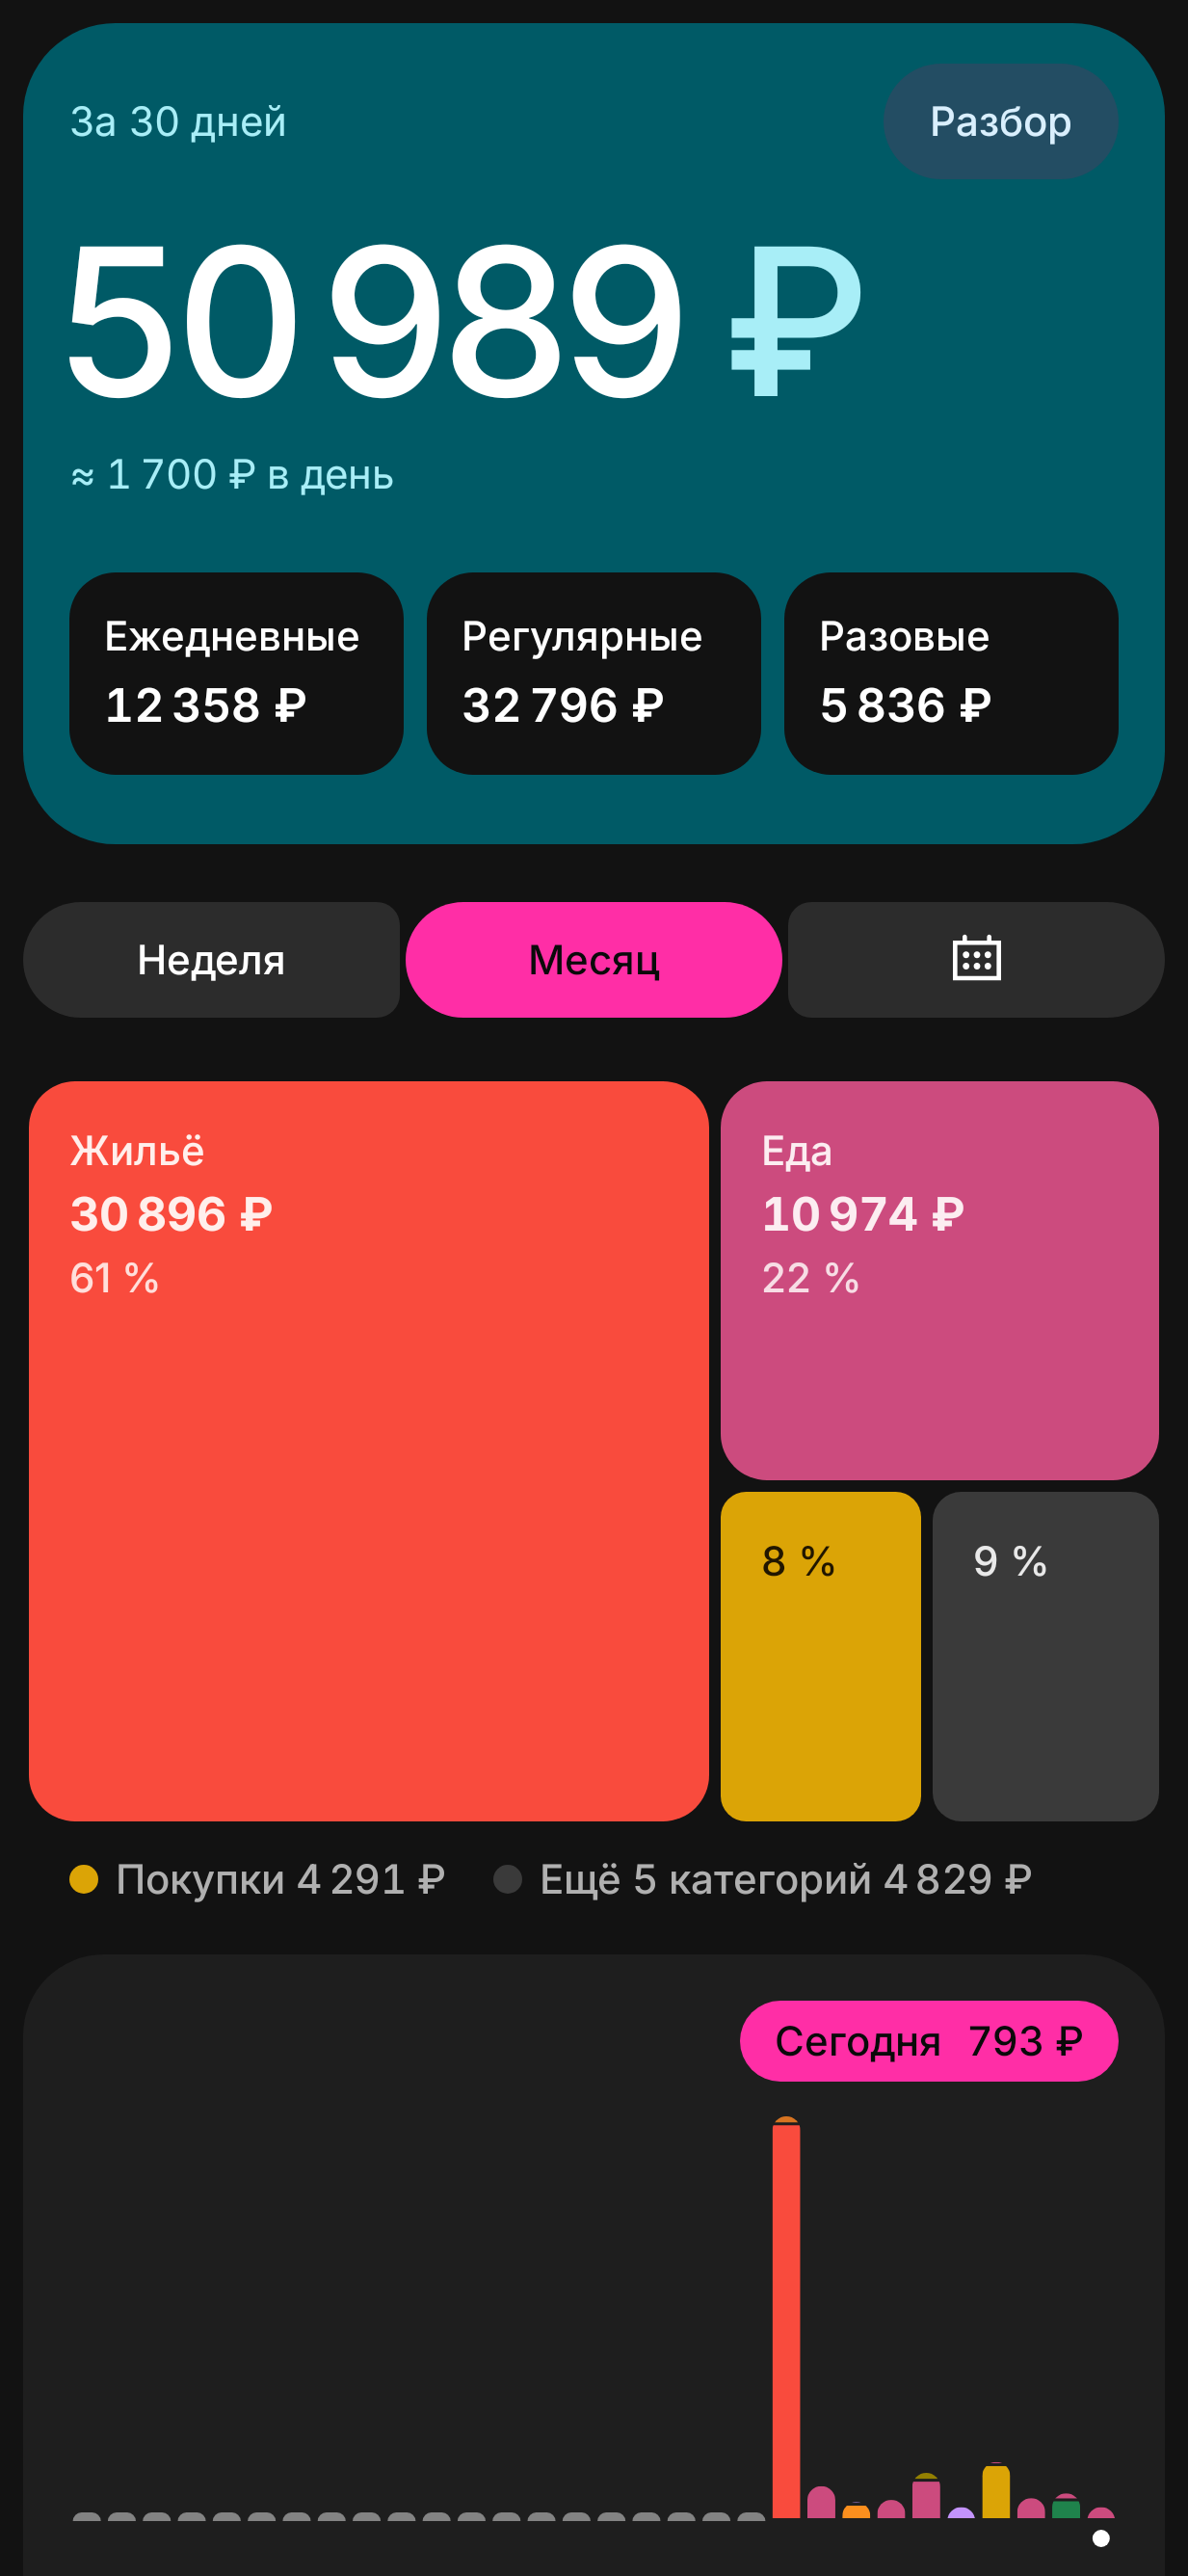 За 30 дней
Разбор
50 989 ₽
≈ 1 700 ₽ в день
Ежедневные
12 358 ₽
Регулярные
32 796 ₽
Разовые
5 836 ₽
Неделя
Месяц
Жильё
30 896 ₽
61 %
Еда
10 974 ₽
22 %
8 %
9 %
Покупки 4 291 ₽
Ещё 5 категорий 4 829 ₽
Сегодня 793 ₽